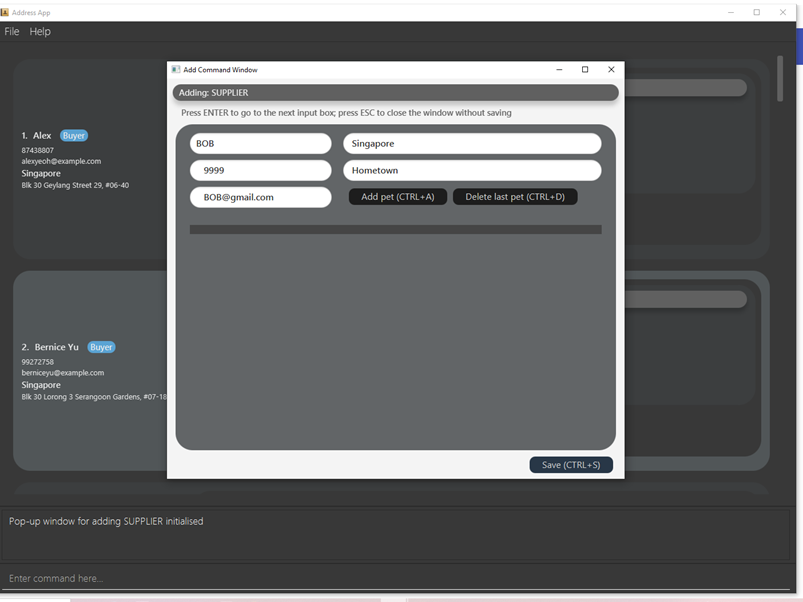 Address App
File Help
1. Alex Buyer
87438807
alexyeoh@example.com
Singapore
Blk 30 Geylang Street 29, #06-40
2. Bernice Yu Buyer
99272758
berniceyu@example.com
Singapore
Blk 30 Lorong 3 Serangoon Gardens, #07-18
Add Command Window
Adding: SUPPLIER
Press ENTER to go to the next input box; press ESC to close the window without saving
BOB Singapore
9999 Hometown
BOB@gmail.com Add pet (CTRL+A) Delete last pet (CTRL+D)
Save (CTRL+S)
Pop-up window for adding SUPPLIER initialised
Enter command here...